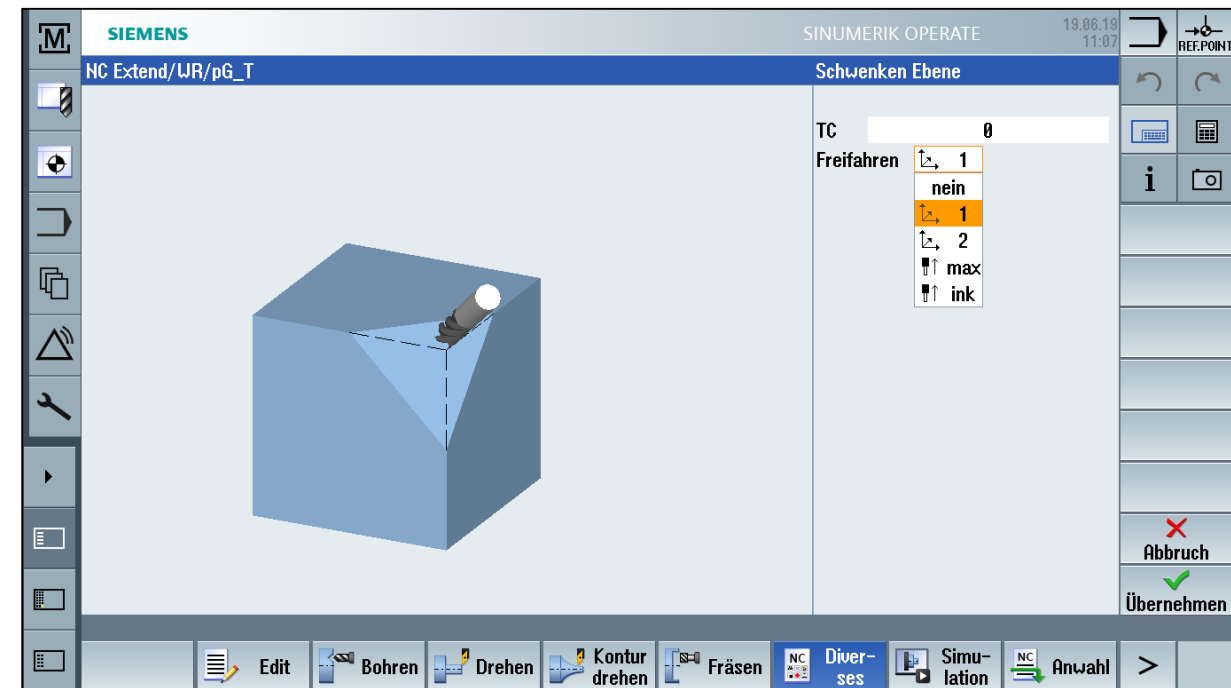 M
SIEMENS
SINUMERIK OPERATE
19.06.19
11:07
REF.POINT
NC Extend/WR/pG_T
Schwenken Ebene
TC 0
Freifahren 1
nein
1
2
max
ink
i
Abbruch
Übernehmen
Edit
Bohren
Drehen
Kontur
drehen
Fräsen
NC
Diver-
ses
Simu-
lation
NC
Anwahl
>